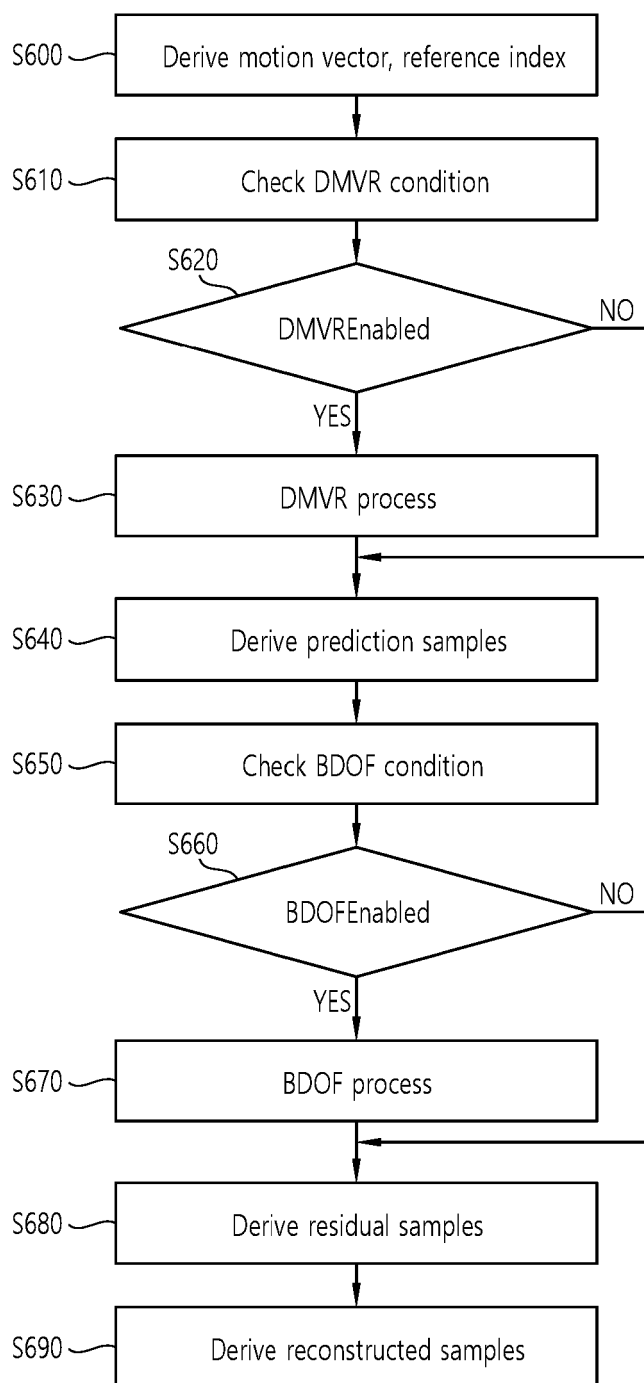 S600
Derive motion vector, reference index
S610
Check DMVR condition
S620
DMVREnabled
NO
YES
S630
DMVR process
S640
Derive prediction samples
S650
Check BDOF condition
S660
BDOFEnabled
NO
YES
S670
BDOF process
S680
Derive residual samples
S690
Derive reconstructed samples